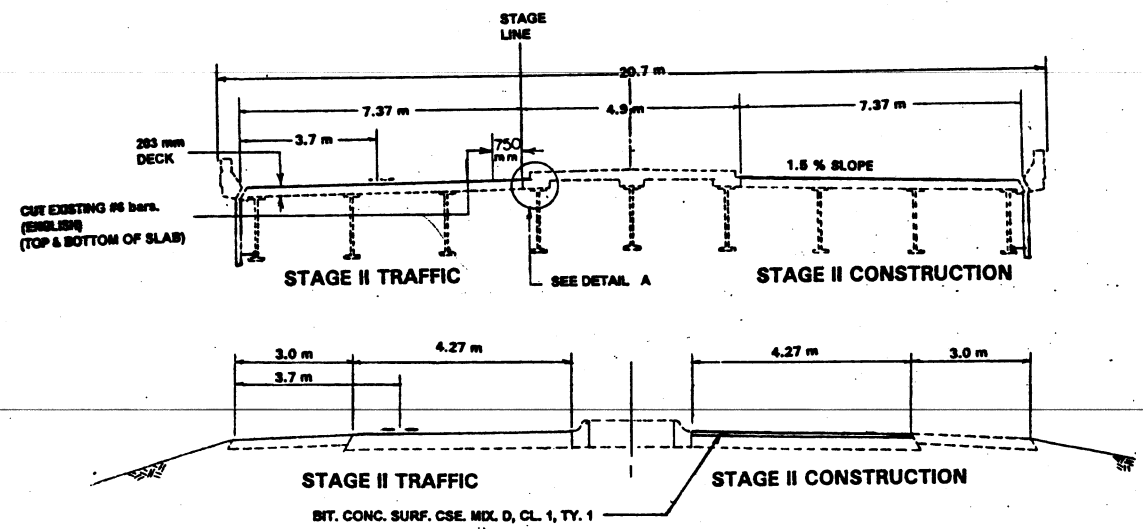 STAGE
LINE
20.7 m
7.37 m
4.9 m
7.37 m
3.7 m
750
mm
203 mm
DECK
1.5 % SLOPE
CUT EXISTING #6 bars.
(ENGLISH)
(TOP & BOTTOM OF SLAB)
STAGE II TRAFFIC
SEE DETAIL A
STAGE II CONSTRUCTION
3.0 m
4.27 m
4.27 m
3.0 m
3.7 m
STAGE II TRAFFIC
STAGE II CONSTRUCTION
BIT. CONC. SURF. CSE. MIX. D, CL. 1, TY. 1